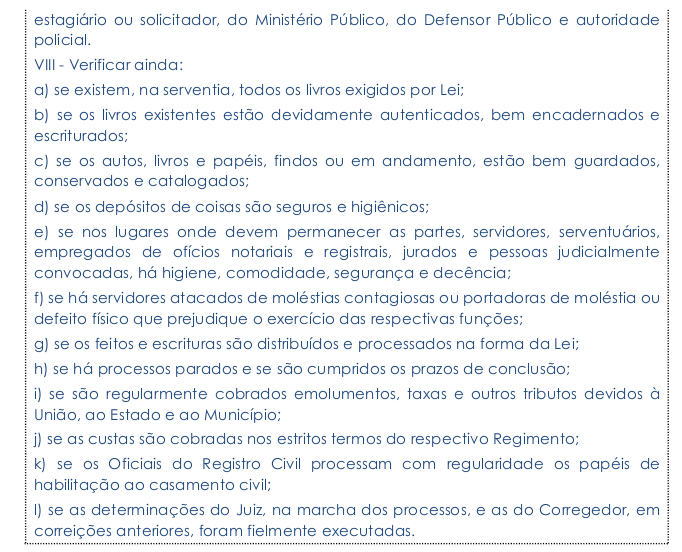 estagiário ou solicitador, do Ministério Público, do Defensor Público e autoridade
policial.
VIII - Verificar ainda:
a) se existem, na serventia, todos os livros exigidos por Lei;
b) se os livros existentes estão devidamente autenticados, bem encadernados e
escriturados;
c) se os autos, livros e papéis, findos ou em andamento, estão bem guardados,
conservados e catalogados;
d) se os depósitos de coisas são seguros e higiênicos;
e) se nos lugares onde devem permanecer as partes, servidores, serventuários,
empregados de ofícios notariais e registrais, jurados e pessoas judicialmente
convocadas, há higiene, comodidade, segurança e decência;
f) se há servidores atacados de moléstias contagiosas ou portadoras de moléstia ou
defeito físico que prejudique o exercício das respectivas funções;
g) se os feitos e escrituras são distribuídos e processados na forma da Lei;
h) se há processos parados e se são cumpridos os prazos de conclusão;
i) se são regularmente cobrados emolumentos, taxas e outros tributos devidos à
União, ao Estado e ao Município;
j) se as custas são cobradas nos estritos termos do respectivo Regimento;
k) se os Oficiais do Registro Civil processam com regularidade os papéis de
habilitação ao casamento civil;
l) se as determinações do Juiz, na marcha dos processos, e as do Corregedor, em
correições anteriores, foram fielmente executadas.